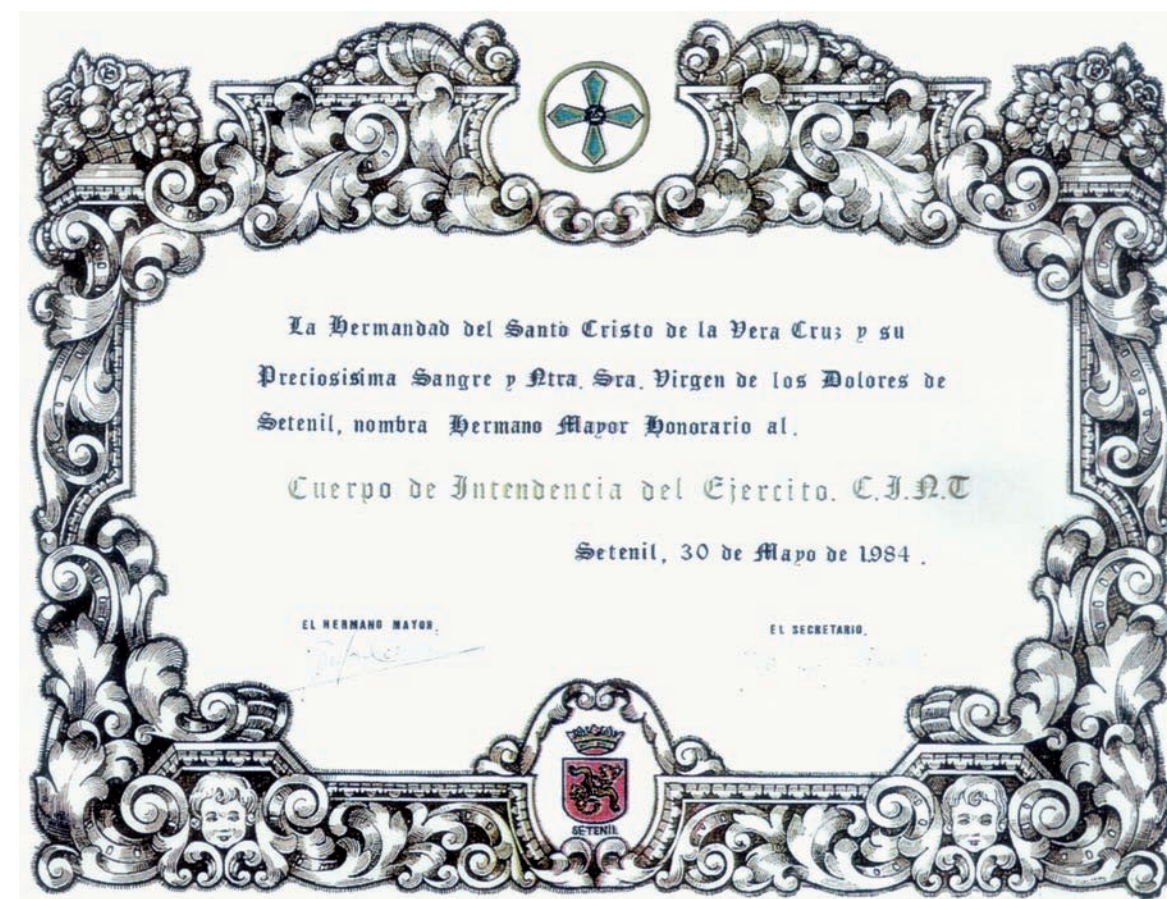 La Hermandad del Santo Cristo de la Vera Cruz y su
Preciosisima Sangre y Ntra. Sra. Virgen de los Dolores de
Setenil, nombra Hermano Mayor Honorario al.
Cuerpo de Intendencia del Ejercito. C.I.N.T
Setenil, 30 de Mayo de 1.984.
EL HERMANO MAYOR.
EL SECRETARIO.
SETENIL